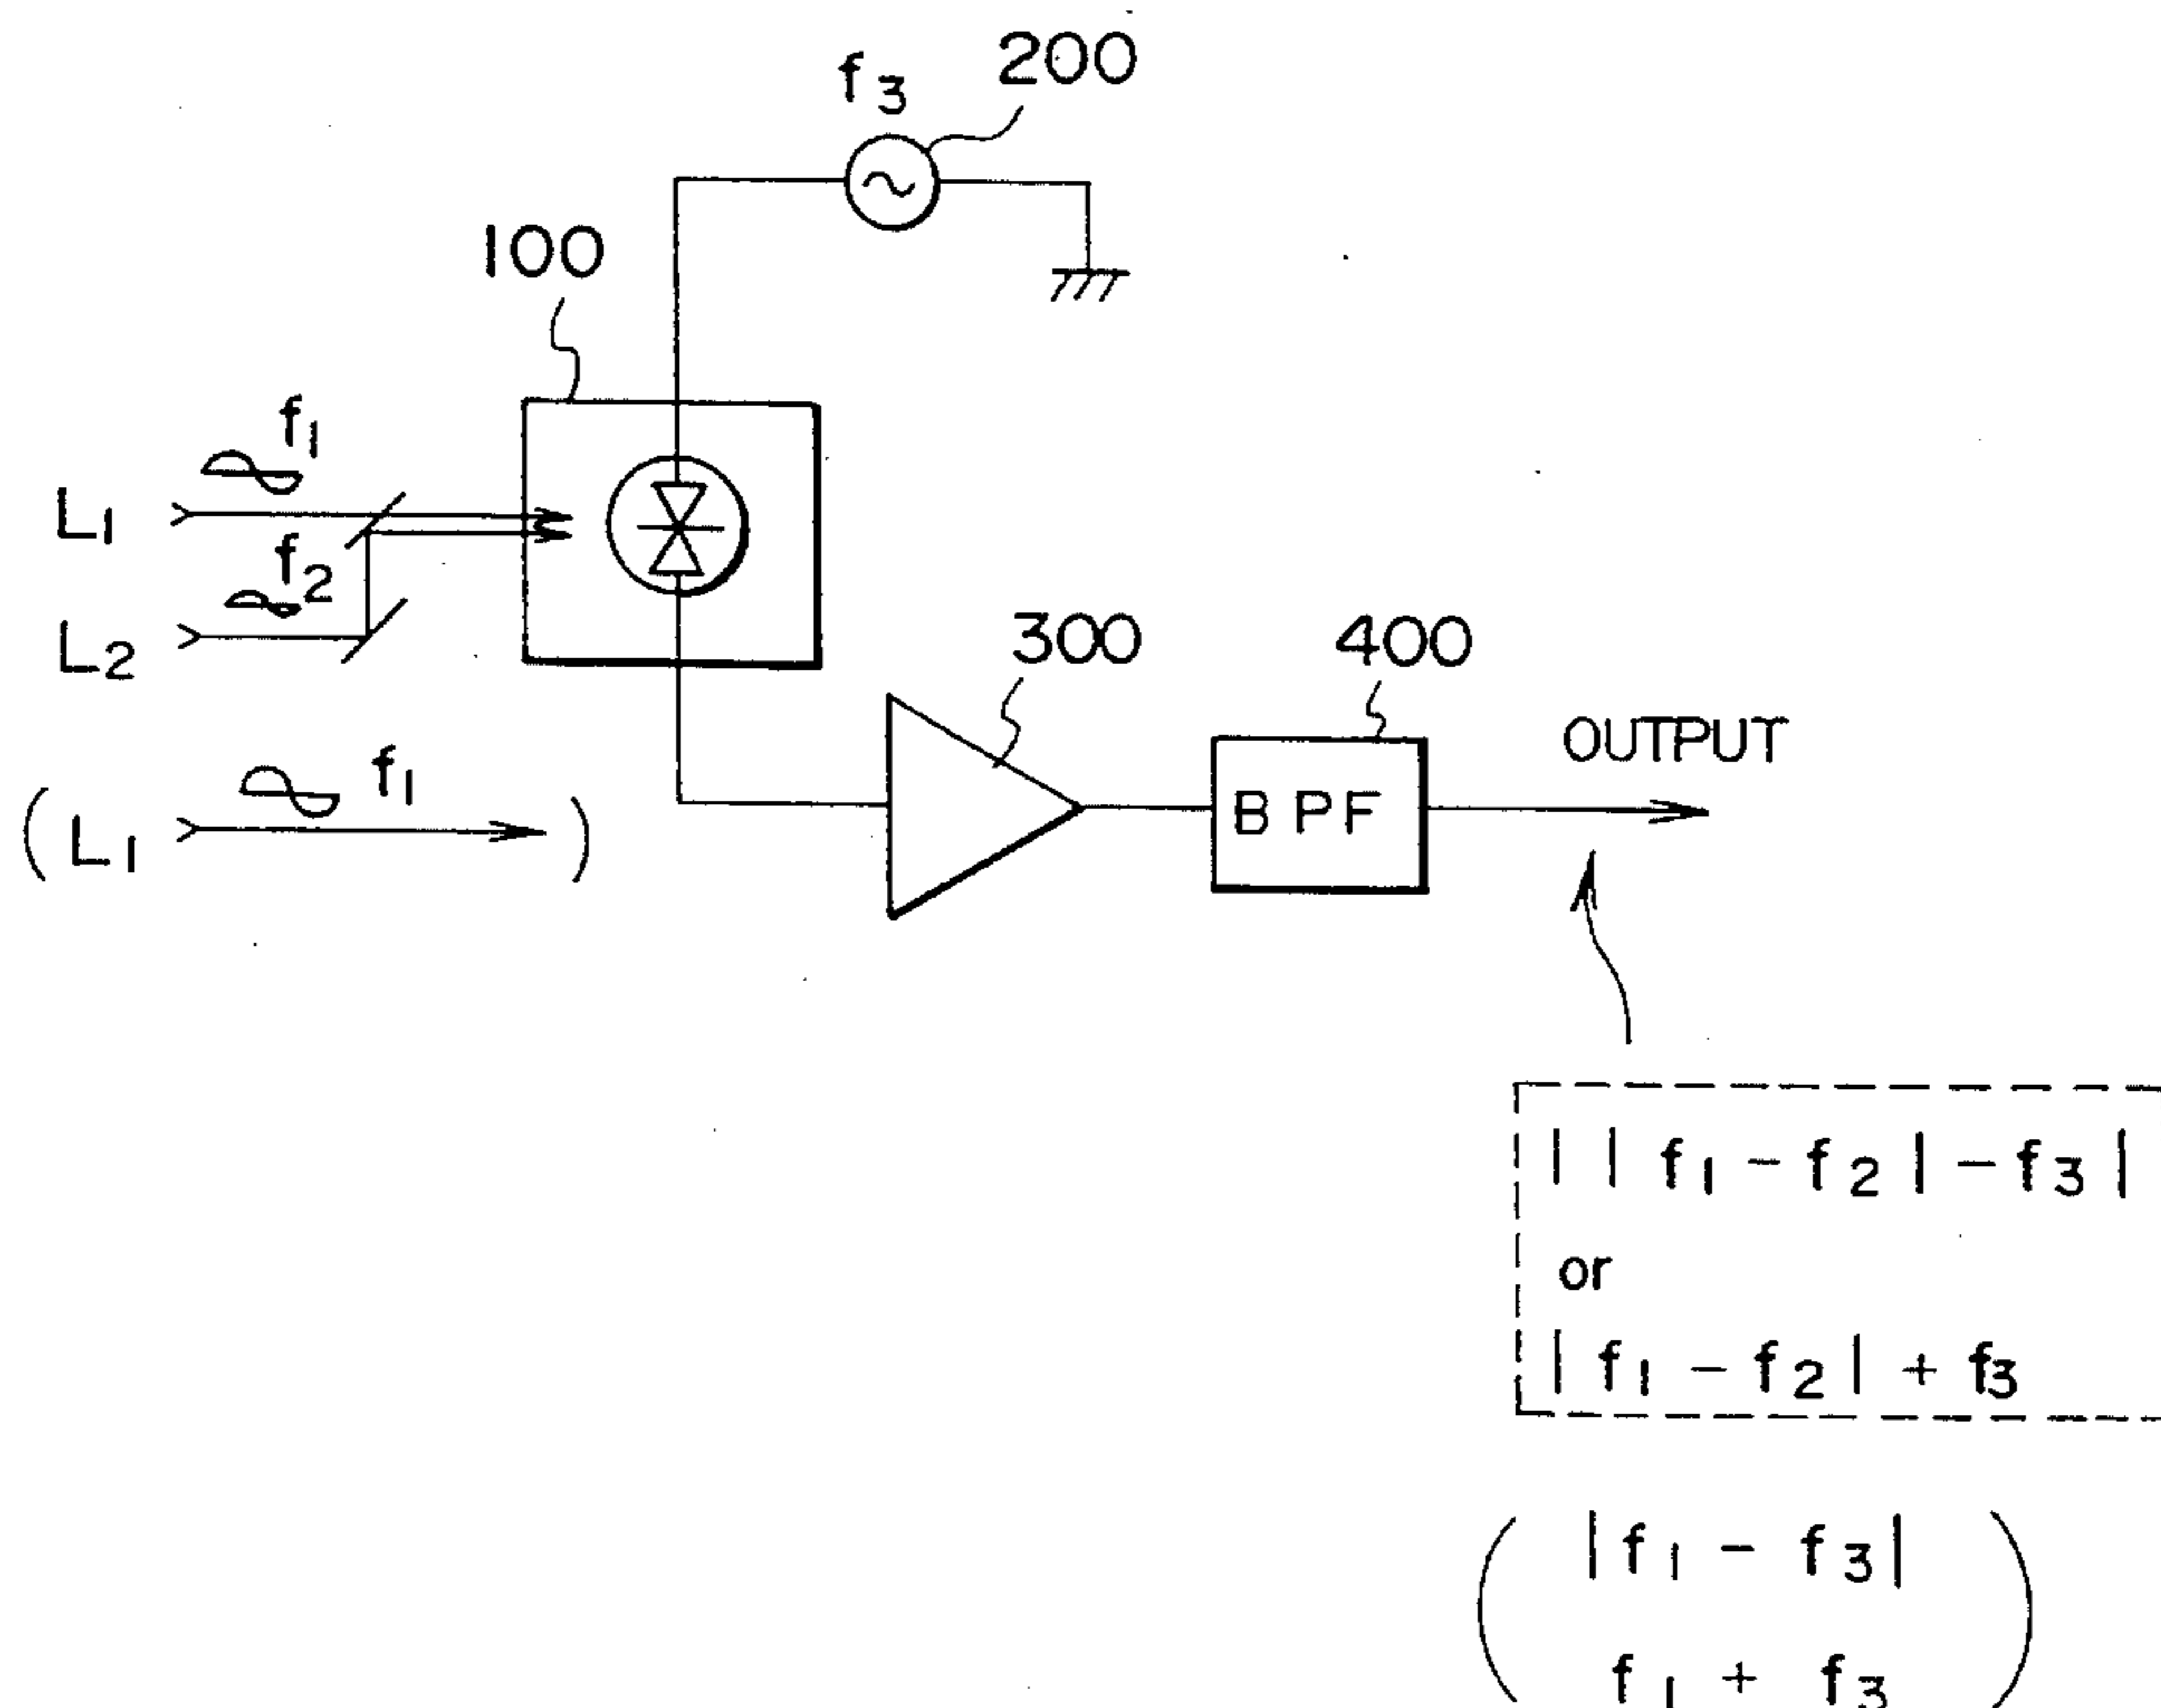 f3
200
100
f1
L1
f2
L2
300
400
OUTPUT
BPF
(L1 f1)
| | f1 - f2 | - f3 |
or
| f1 - f2 | + f3
( | f1 - f3 |
f1 + f3 )